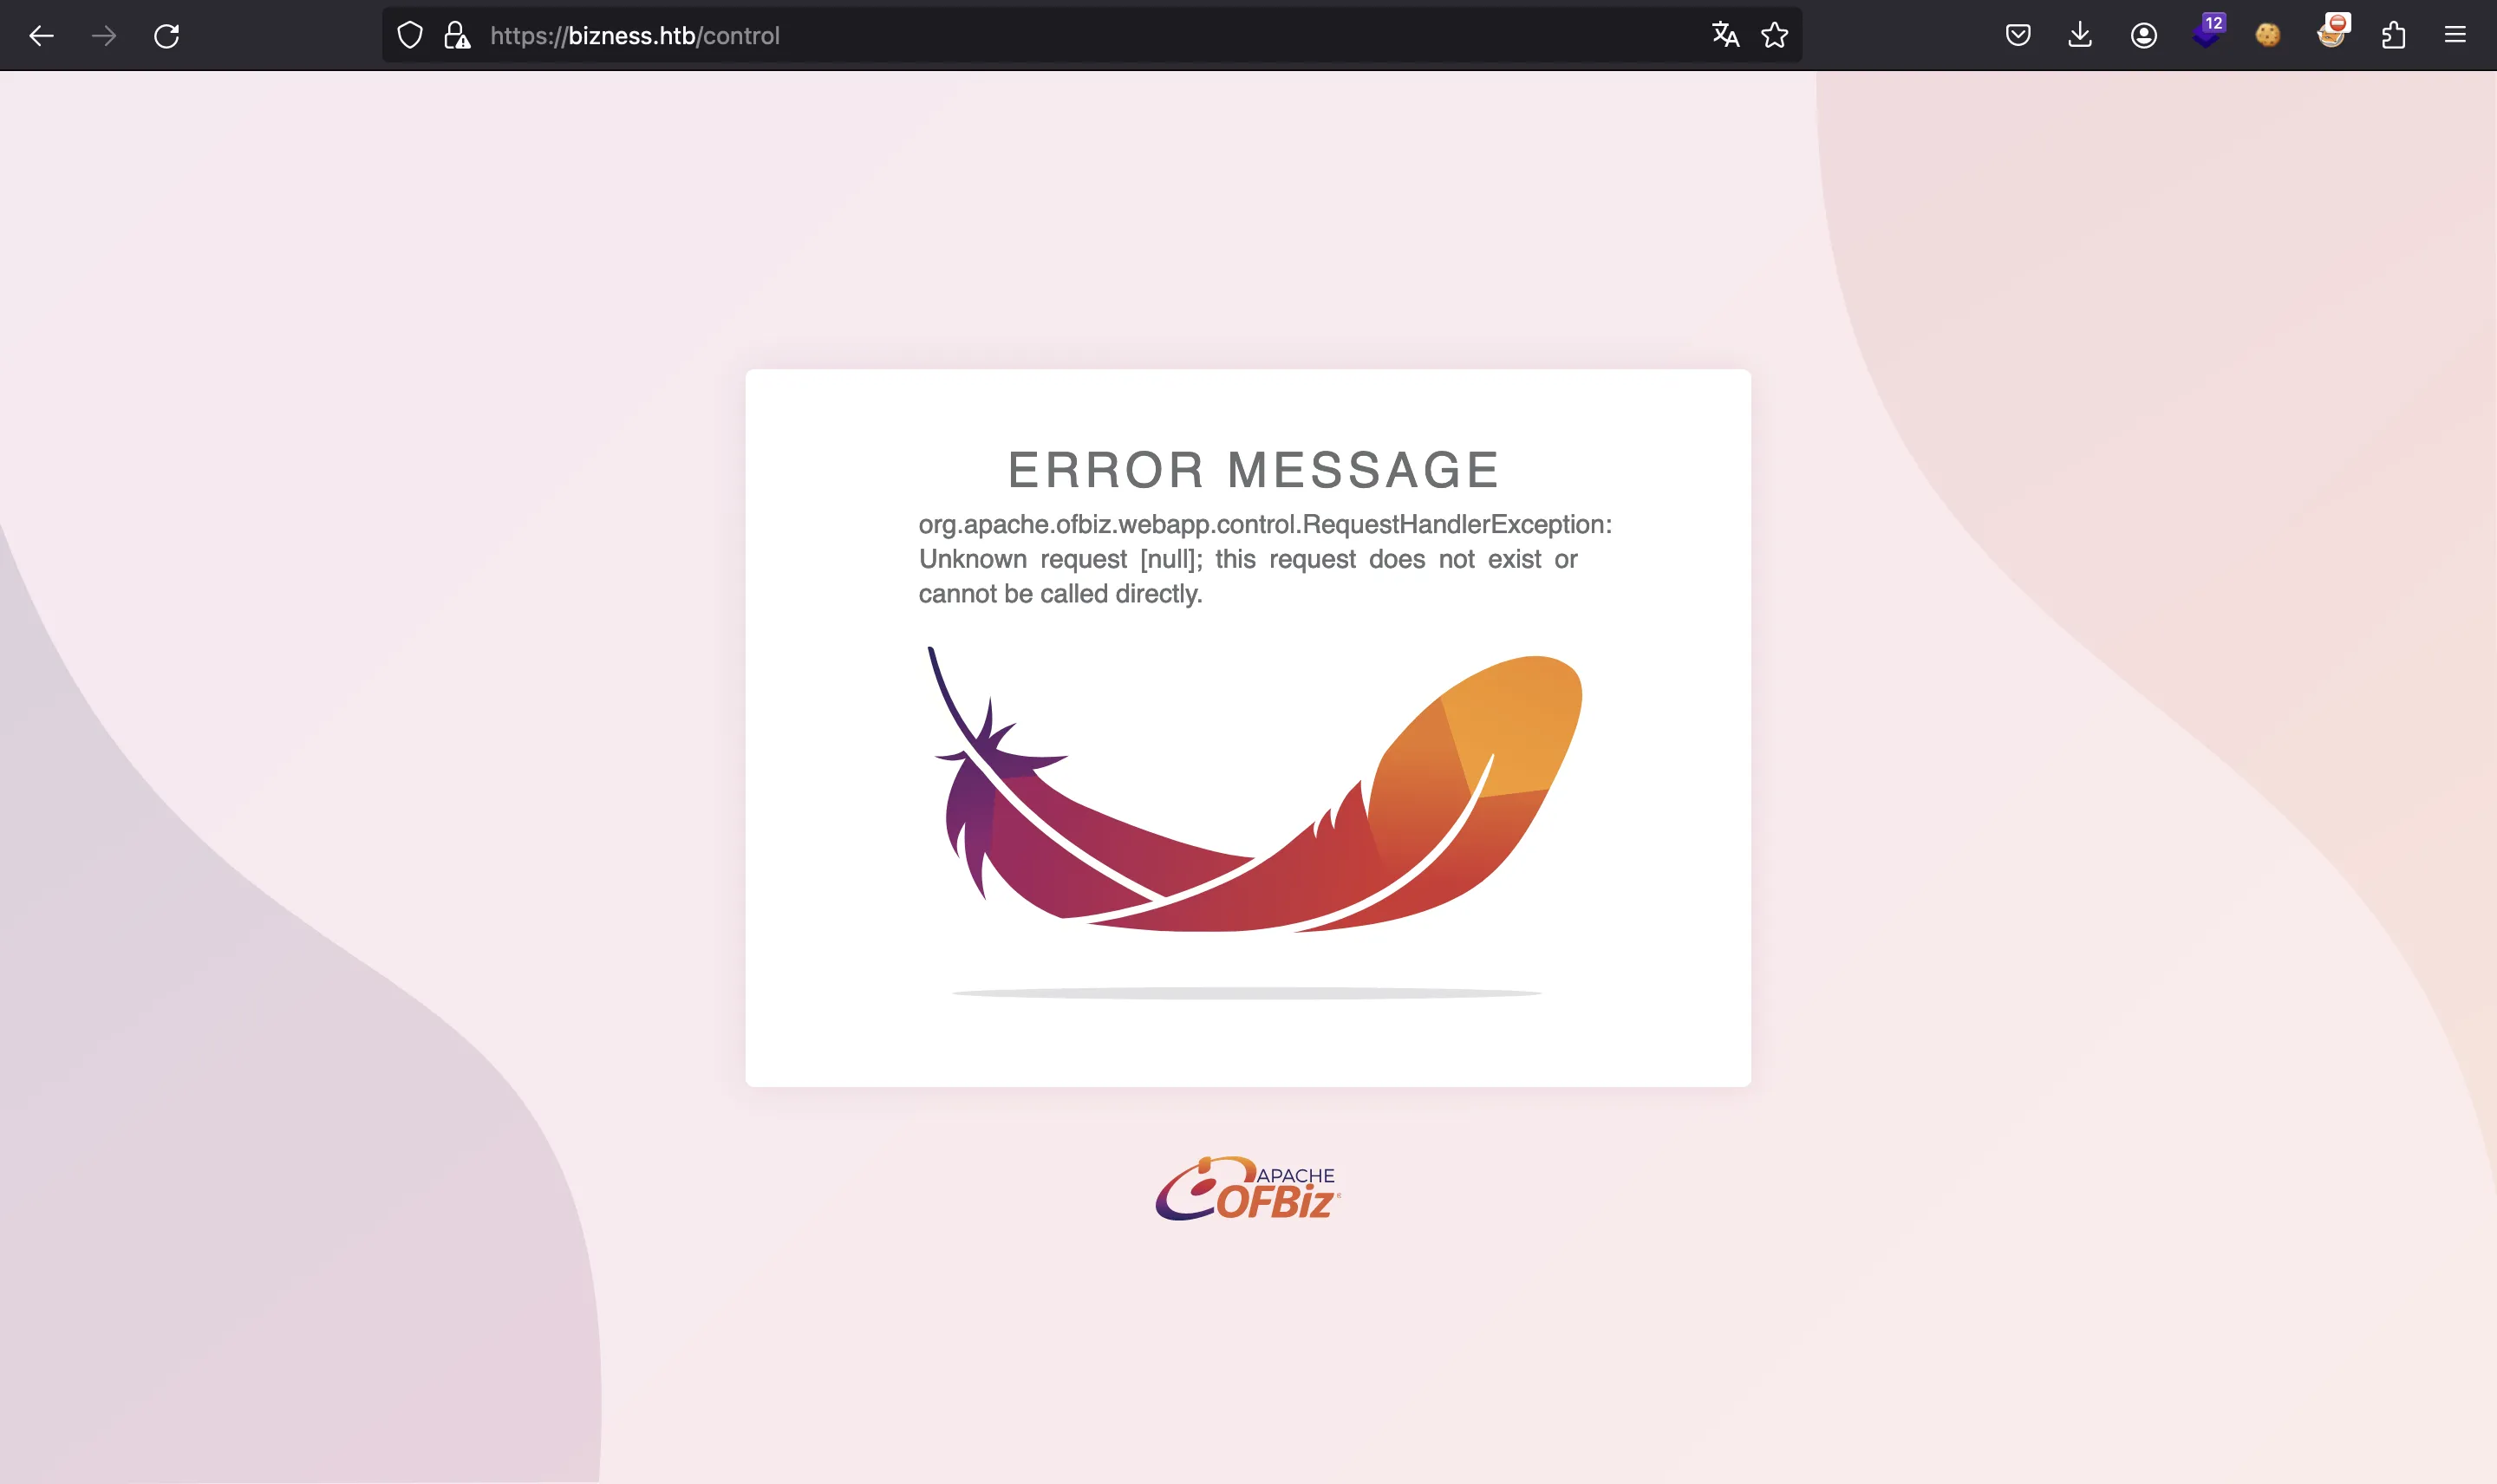 https://bizness.htb/control
12
ERROR MESSAGE
org.apache.ofbiz.webapp.control.RequestHandlerException:
Unknown request [null]; this request does not exist or
cannot be called directly.
APACHE
OFBiz